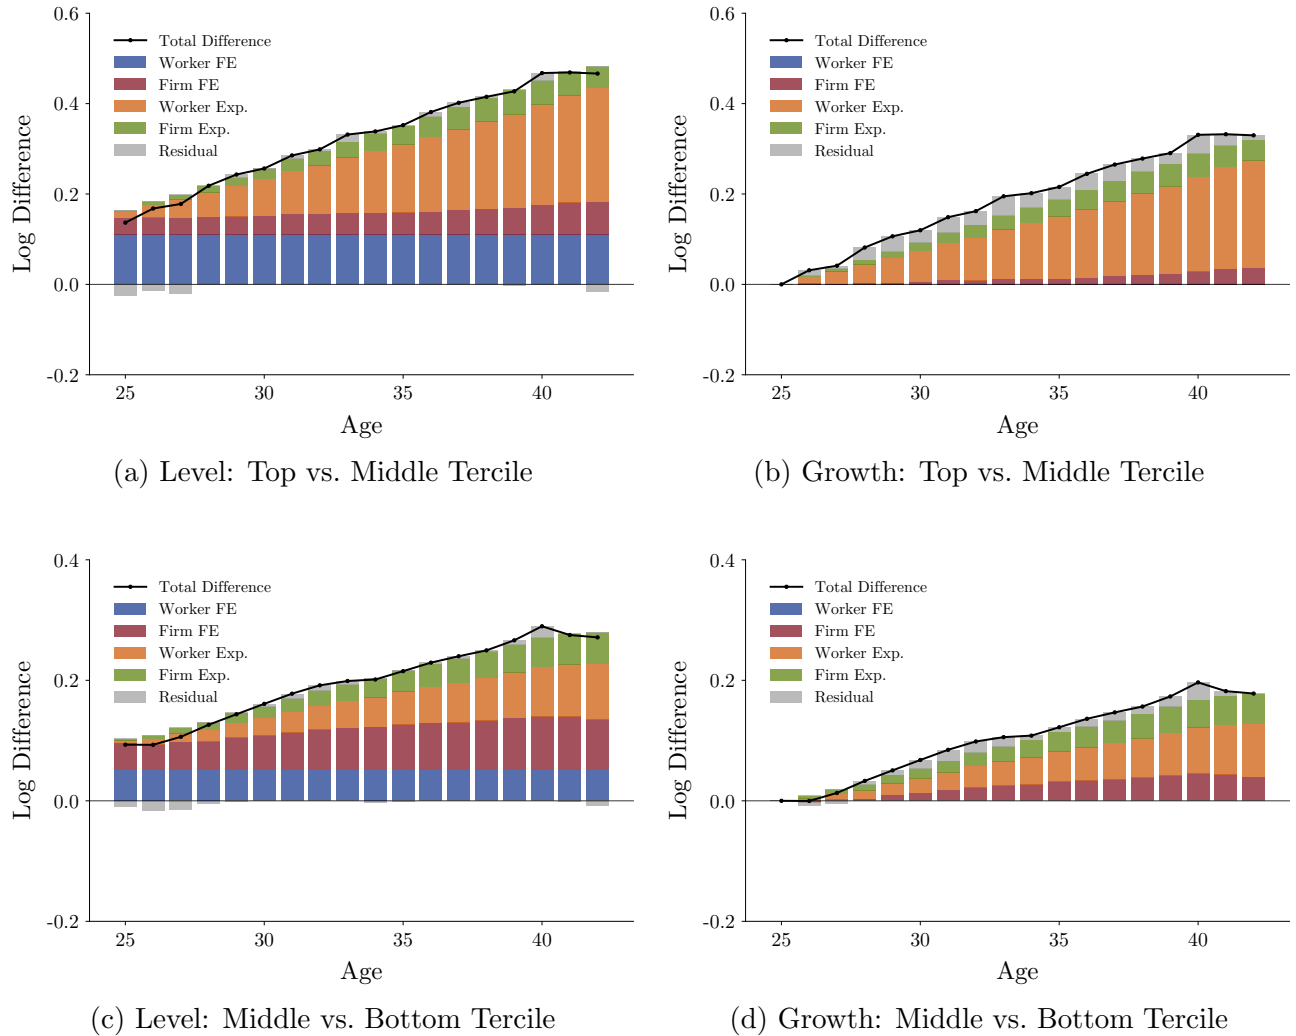 0.6
0.4
0.2
0.0
-0.2
Log Difference
Total Difference
Worker FE
Firm FE
Worker Exp.
Firm Exp.
Residual
25
30
35
40
Age
(a) Level: Top vs. Middle Tercile
0.6
0.4
0.2
0.0
-0.2
Log Difference
Total Difference
Worker FE
Firm FE
Worker Exp.
Firm Exp.
Residual
25
30
35
40
Age
(b) Growth: Top vs. Middle Tercile
0.4
0.2
0.0
-0.2
Log Difference
Total Difference
Worker FE
Firm FE
Worker Exp.
Firm Exp.
Residual
25
30
35
40
Age
(c) Level: Middle vs. Bottom Tercile
0.4
0.2
0.0
-0.2
Log Difference
Total Difference
Worker FE
Firm FE
Worker Exp.
Firm Exp.
Residual
25
30
35
40
Age
(d) Growth: Middle vs. Bottom Tercile